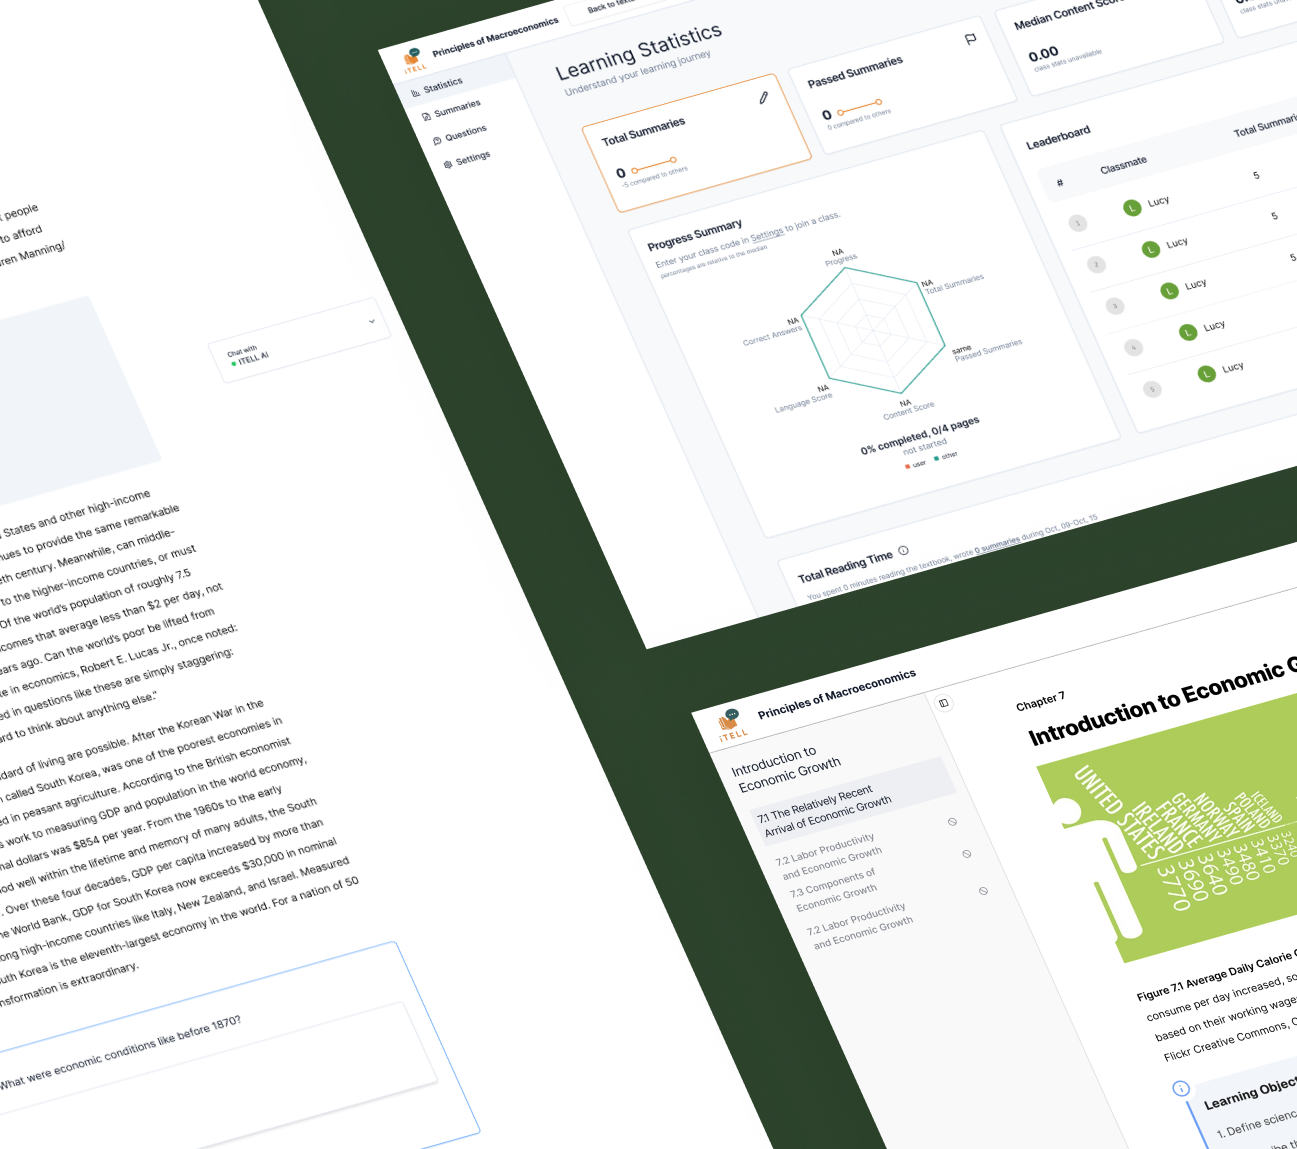 people
to afford
Manning/
Chat with
ITELL AI
States and other high-income
to provide the same remarkable
century. Meanwhile, can middle-
to the higher-income countries, or must
Of the world's population of roughly 7.5
that average less than $2 per day, not
ago. Can the world's poor be lifted from
in economics, Robert E. Lucas Jr., once noted:
in questions like these are simply staggering:
to think about anything else."
of living are possible. After the Korean War in the
called South Korea, was one of the poorest economies in
in peasant agriculture. According to the British economist
work to measuring GDP and population in the world economy,
dollars was $854 per year. From the 1960s to the early
well within the lifetime and memory of many adults, the South
. Over these four decades, GDP per capita increased by more than
World Bank, GDP for South Korea now exceeds $30,000 in nominal
high-income countries like Italy, New Zealand, and Israel. Measured
Korea is the eleventh-largest economy in the world. For a nation of 50
is extraordinary.
What were economic conditions like before 1870?
iTELL
Principles of Macroeconomics
Back to
Statistics
Summaries
Questions
Settings
Learning Statistics
Understand your learning journey
Total Summaries
0
-5 compared to others
Passed Summaries
0
0 compared to others
Median Content Score
0.00
class stats unavailable
class stats
Progress Summary
Enter your class code in Settings to join a class.
percentages are relative to the median
NA
Progress
NA
Total Summaries
same
Passed Summaries
NA
Content Score
NA
Language Score
NA
Correct Answers
0% completed, 0/4 pages
not started
user other
Leaderboard
# Classmate Total
1 L Lucy 5
2 L Lucy 5
3 L Lucy 5
4 L Lucy
5 L Lucy
Total Reading Time
You spent 0 minutes reading the textbook, wrote 0 summaries during Oct, 09-Oct, 15
iTELL
Principles of Macroeconomics
Introduction to
Economic Growth
7.1 The Relatively Recent
Arrival of Economic Growth
7.2 Labor Productivity
and Economic Growth
7.3 Components of
Economic Growth
7.2 Labor Productivity
and Economic Growth
Chapter 7
Introduction to Economic
UNITED STATES 3770
IRELAND 3690
FRANCE 3640
GERMANY 3490
NORWAY 3480
SPAIN 3410
POLAND 3370
ICELAND
Figure 7.1 Average Daily Calorie
consume per day increased, so
based on their working
Flickr Creative Commons,
Learning
1. Define